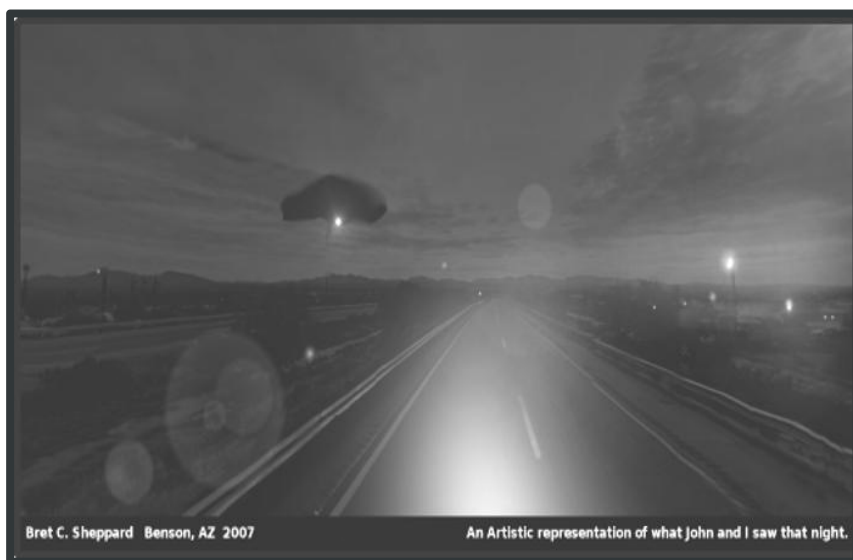 Bret C. Sheppard Benson, AZ 2007 An Artistic representation of what John and I saw that night.